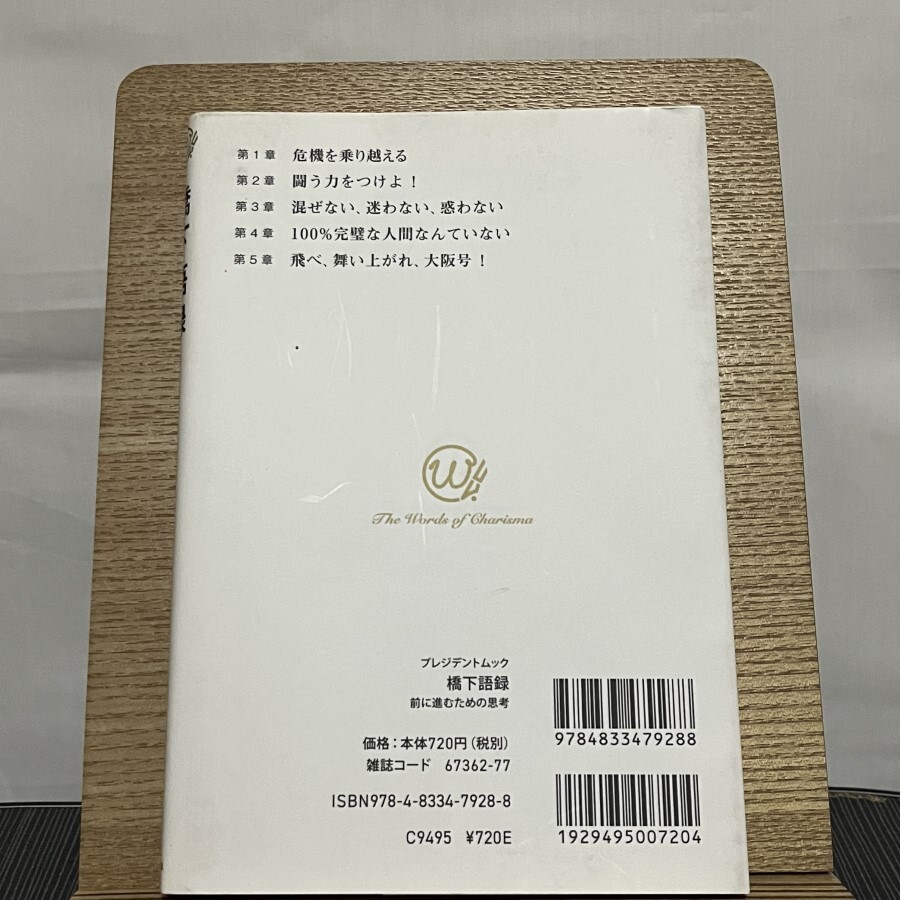 第1章 危機を乗り越える
第2章 闘う力をつけよ！
第3章 混ぜない、迷わない、惑わない
第4章 100%完璧な人間なんていない
第5章 飛べ、舞い上がれ、大阪号！
W
The Words of Charisma
プレジデントムック
橋下語録
前に進むための思考
価格：本体720円（税別）
雑誌コード 67362-77
ISBN978-4-8334-7928-8
C9495 ¥720E
9784833479288
1929495007204